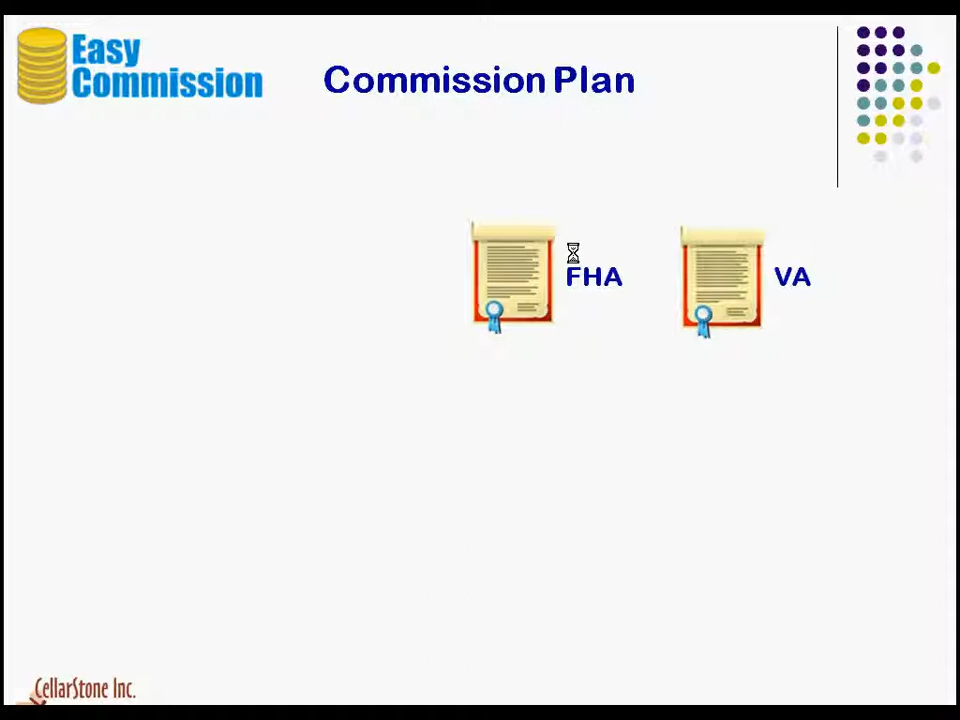 Easy
Commission
Commission Plan
FHA
VA
CellarStone Inc.